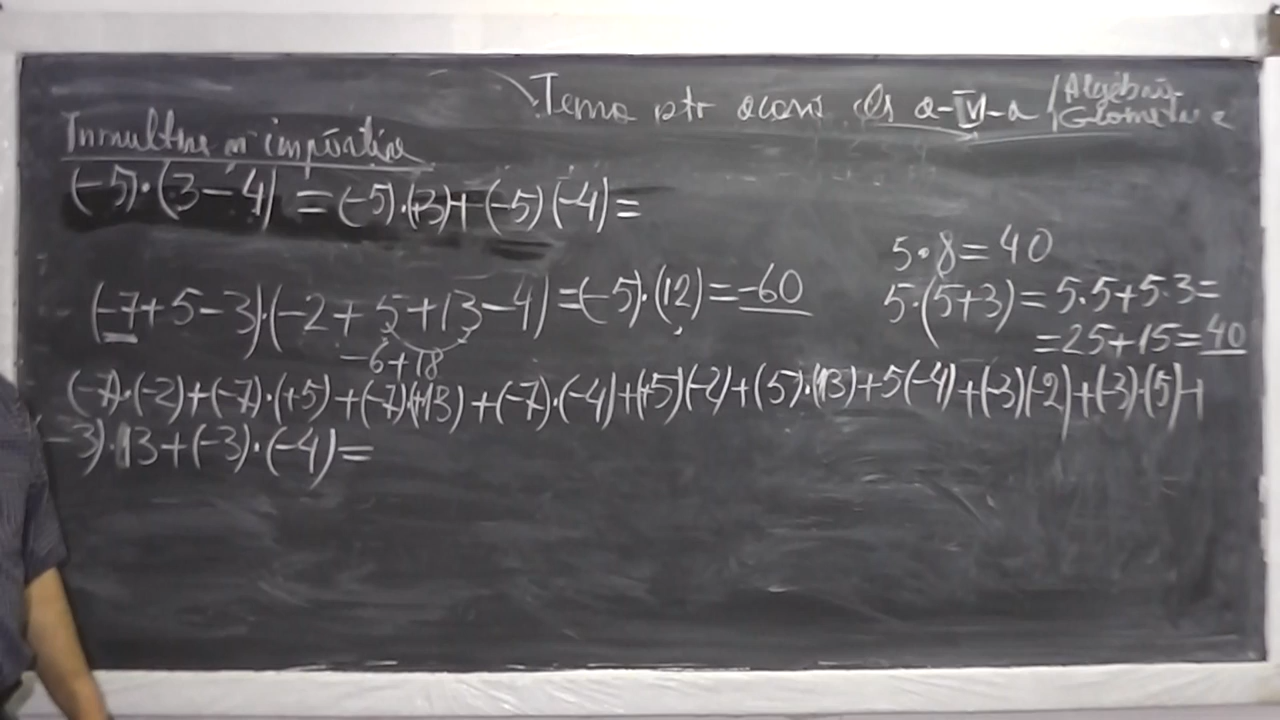 Tema ptr acasă Cls a-VI-a / Algebră
Geometrie
Inmultire si impărtire
(-5)·(3-4) = (-5)·(+3)+(-5)(-4)=
5·8=40
(-7+5-3)·(-2+5+13-4)=(-5)·(12)=-60
5·(5+3)=5·5+5·3=
=25+15=40
-6+18
(-7)·(-2)+(-7)·(+5)+(-7)(+13)+(-7)·(-4)+(+5)(-2)+(5)·(13)+5(-4)+(-3)(-2)+(-3)·(5)+
-3)·13+(-3)·(-4)=